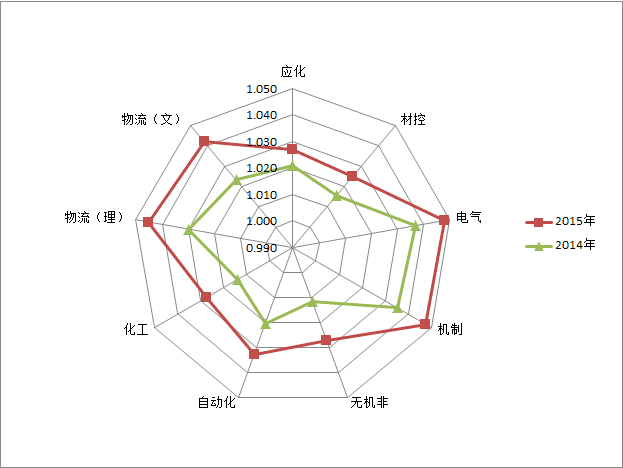 应化
1.050
1.040
1.030
1.020
1.010
1.000
0.990
材控
电气
机制
无机非
自动化
化工
物流（理）
物流（文）
2015年
2014年